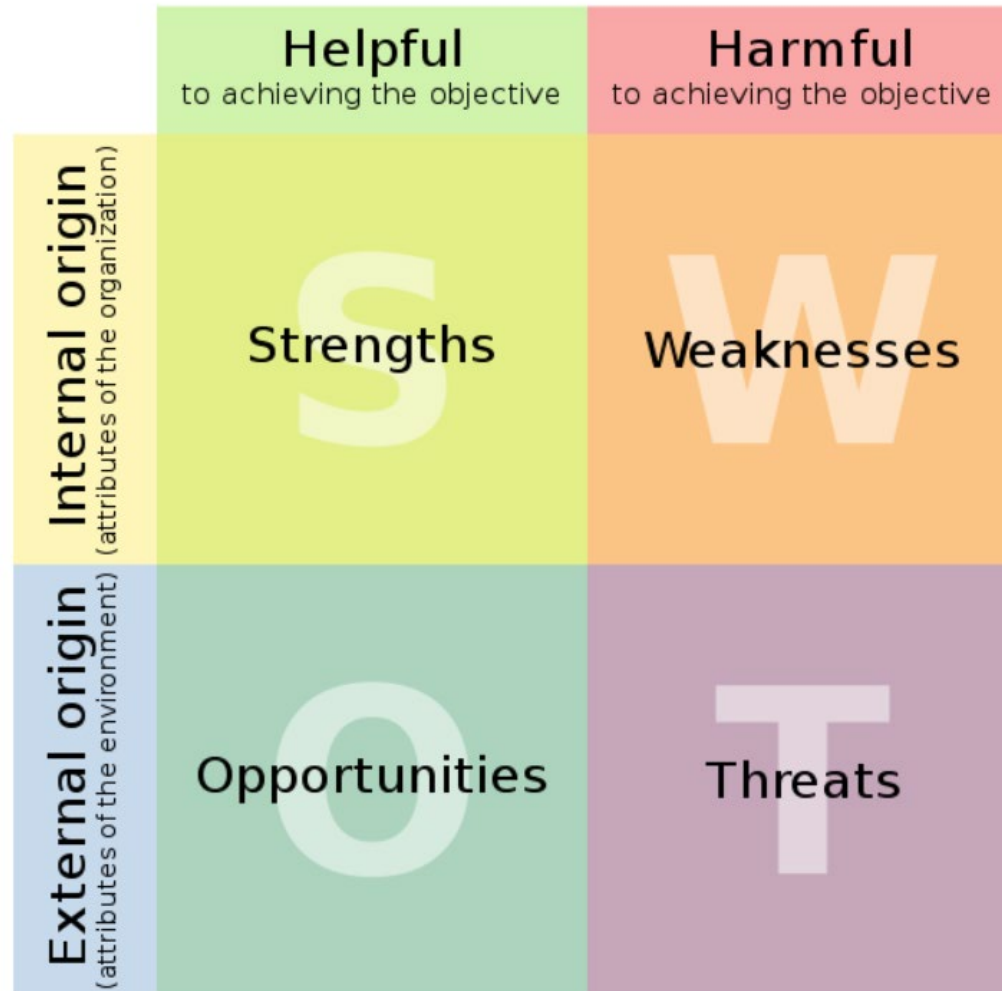 Helpful
to achieving the objective
Harmful
to achieving the objective
Internal origin
(attributes of the organization)
S
Strengths
W
Weaknesses
External origin
(attributes of the environment)
O
Opportunities
T
Threats